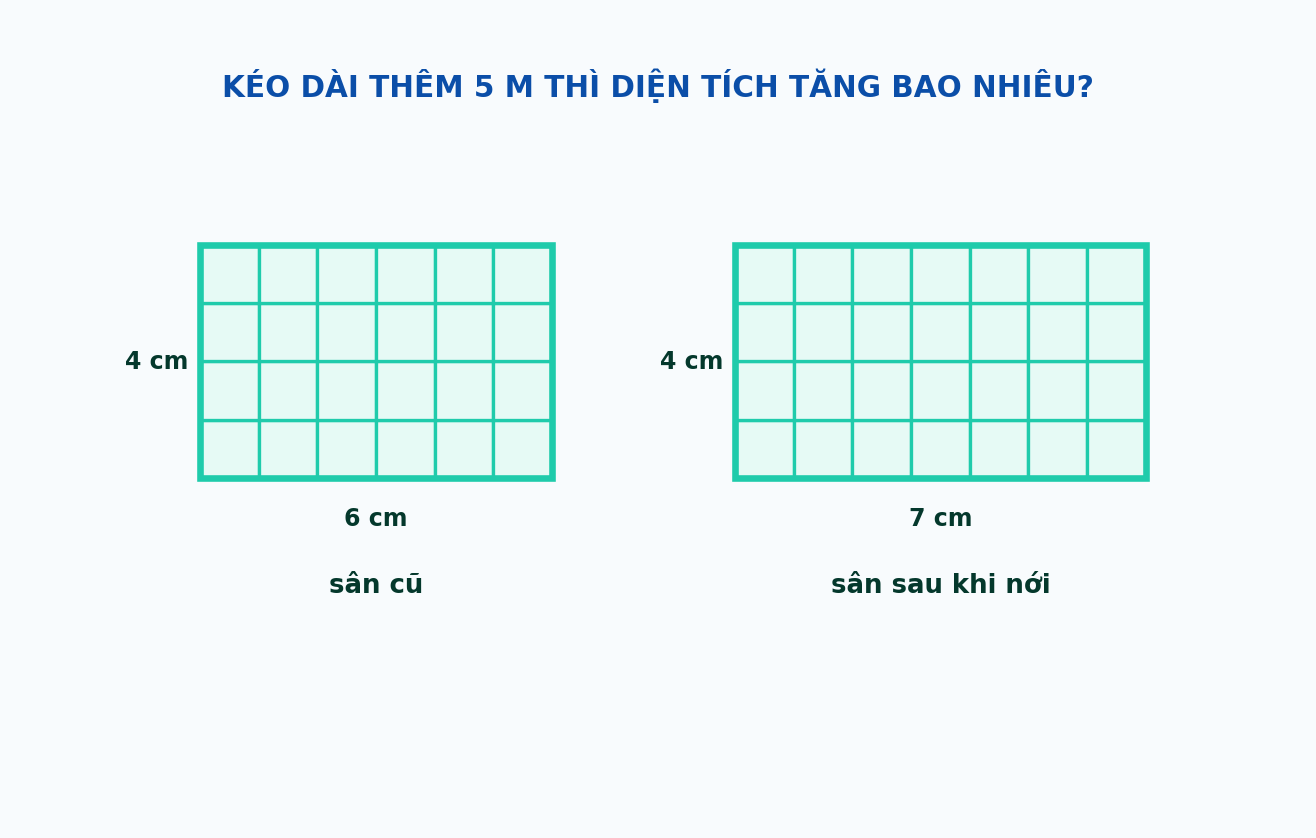 KÉO DÀI THÊM 5 M THÌ DIỆN TÍCH TĂNG BAO NHIÊU?
4 cm
4 cm
6 cm
7 cm
sân cũ
sân sau khi nới